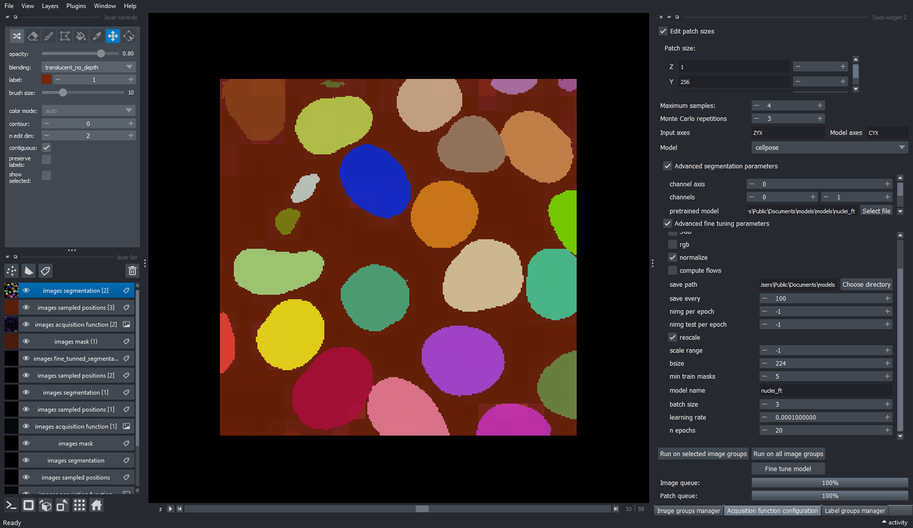 File View Layers Plugins Window Help
layer controls
opacity: 0.80
blending: translucent_no_depth
label: 1
brush size: 10
color mode: auto
contour: 0
n edit dim: 2
contiguous:
preserve labels:
show selected:
layer list
images segmentation [2]
images sampled positions [3]
images acquisition function [2]
images mask (1)
images fine_tunned_segmenta...
images sampled positions [2]
images segmentation [1]
images sampled positions [1]
images acquisition function [1]
images mask
images segmentation
images sampled positions
images acquisition function
Ready
z 33 59
Dock widget 2
Edit patch sizes
Patch size:
Z 1
Y 256
Maximum samples: 4
Monte Carlo repetitions 3
Input axes ZYX Model axes CYX
Model cellpose
Advanced segmentation parameters
channel axis 0
channels 0 1
pretrained model rs\Public\Documents\models\models\nuclei_ft Select file
Advanced fine tuning parameters
rgb
normalize
compute flows
save path Jsers\Public\Documents\models Choose directory
save every 100
nimg per epoch -1
nimg test per epoch -1
rescale
scale range -1
bsize 224
min train masks 5
model name nuclei_ft
batch size 3
learning rate 0.0001000000
n epochs 20
Run on selected image groups Run on all image groups
Fine tune model
Image queue: 100%
Patch queue: 100%
Image groups manager Acquisition function configuration Label groups manager
activity